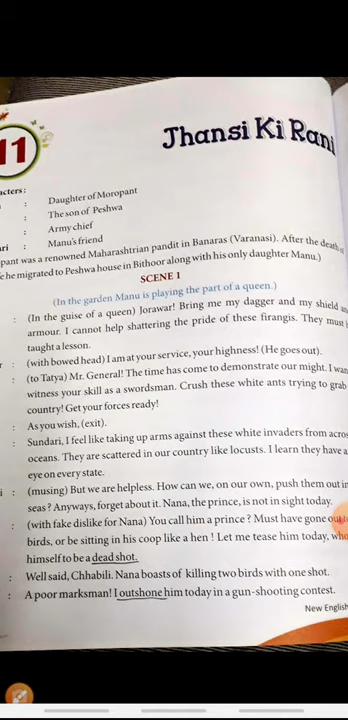 11
Jhansi Ki Rani
acters:
: Daughter of Moropant
: The son of Peshwa
: Army chief
ari : Manu's friend
pant was a renowned Maharashtrian pandit in Banaras (Varanasi). After the death of
e he migrated to Peshwa house in Bithoor along with his only daughter Manu.)
SCENE 1
(In the garden Manu is playing the part of a queen.)
: (In the guise of a queen) Jorawar! Bring me my dagger and my shield and
armour. I cannot help shattering the pride of these firangis. They must
taught a lesson.
r : (with bowed head) I am at your service, your highness! (He goes out).
: (to Tatya) Mr. General! The time has come to demonstrate our might. I wan
witness your skill as a swordsman. Crush these white ants trying to grab
country! Get your forces ready!
: As you wish, (exit).
: Sundari, I feel like taking up arms against these white invaders from acros
oceans. They are scattered in our country like locusts. I learn they have a
eye on every state.
i : (musing) But we are helpless. How can we, on our own, push them out in
seas? Anyways, forget about it. Nana, the prince, is not in sight today.
: (with fake dislike for Nana) You call him a prince? Must have gone out
birds, or be sitting in his coop like a hen! Let me tease him today, who
himself to be a dead shot.
: Well said, Chhabili. Nana boasts of killing two birds with one shot.
: A poor marksman! I outshone him today in a gun-shooting contest.
New English